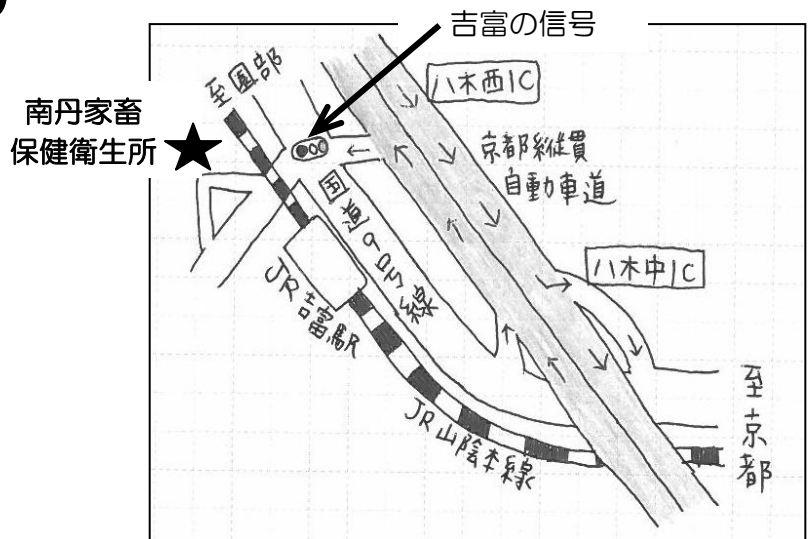 吉富の信号
八木西IC
至園部
南丹家畜
保健衛生所
京都縦貫
自動車道
国道9号線
八木中IC
JR吉富駅
JR山陰本線
至京都